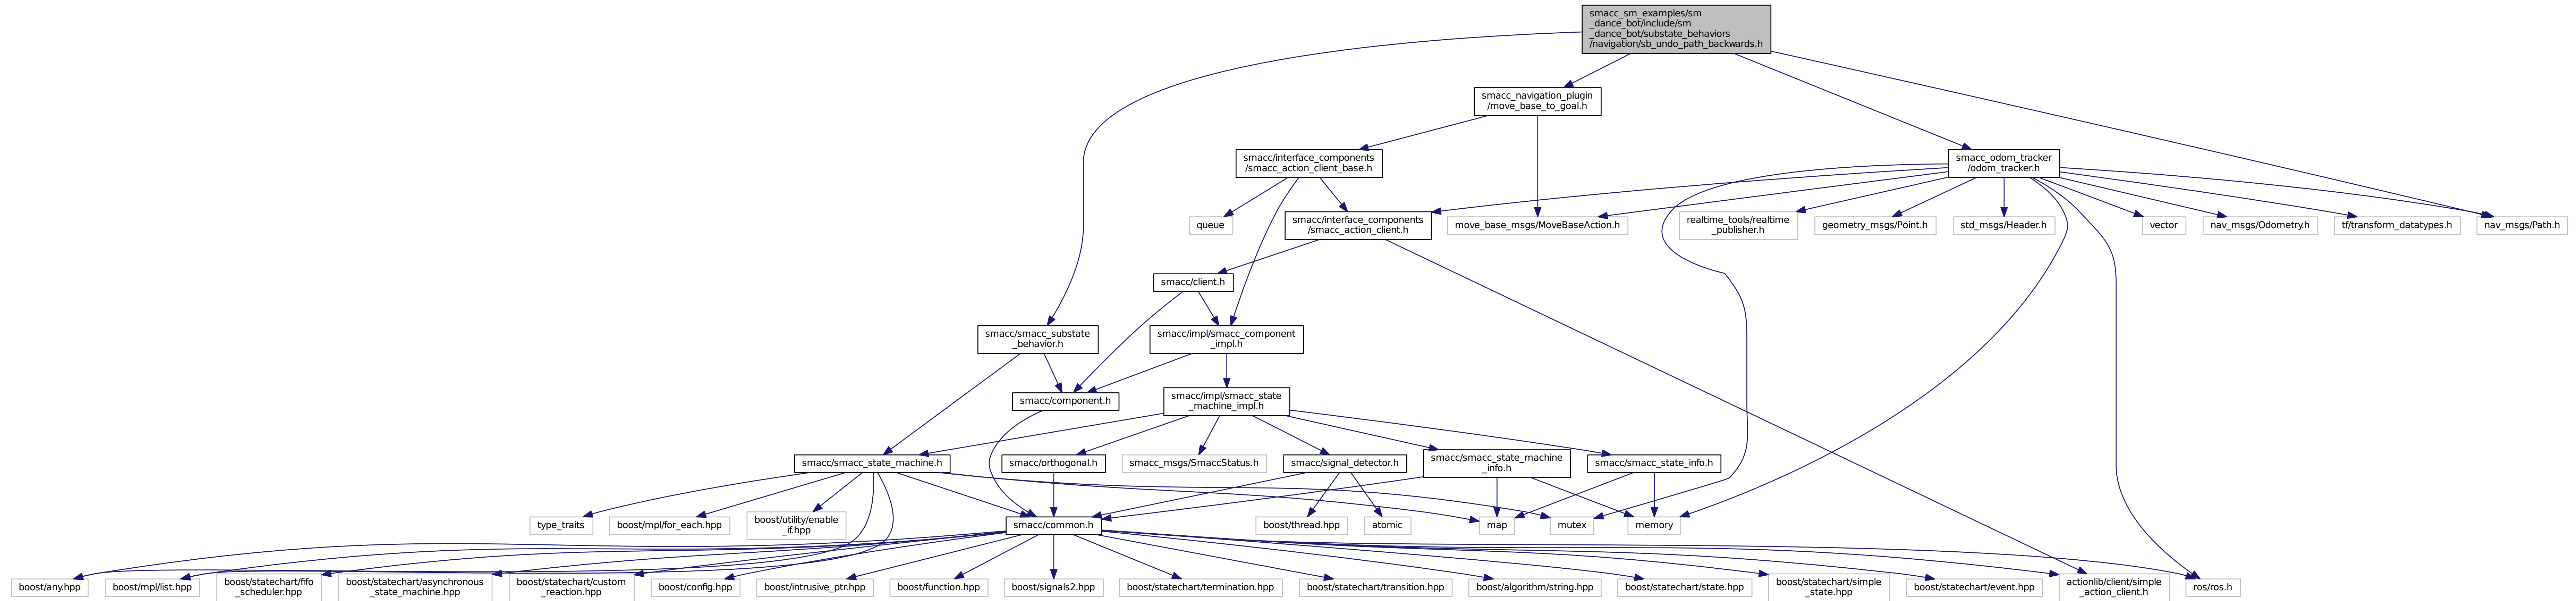 smacc_sm_examples/sm
_dance_bot/include/sm
_dance_bot/substate_behaviors
/navigation/sb_undo_path_backwards.h
smacc_navigation_plugin
/move_base_to_goal.h
smacc/interface_components
/smacc_action_client_base.h
smacc_odom_tracker
/odom_tracker.h
queue
smacc/interface_components
/smacc_action_client.h
move_base_msgs/MoveBaseAction.h
realtime_tools/realtime
_publisher.h
geometry_msgs/Point.h
std_msgs/Header.h
vector
nav_msgs/Odometry.h
tf/transform_datatypes.h
nav_msgs/Path.h
smacc/client.h
smacc/smacc_substate
_behavior.h
smacc/impl/smacc_component
_impl.h
smacc/component.h
smacc/impl/smacc_state
_machine_impl.h
smacc/smacc_state_machine.h
smacc/orthogonal.h
smacc_msgs/SmaccStatus.h
smacc/signal_detector.h
smacc/smacc_state_machine
_info.h
smacc/smacc_state_info.h
type_traits
boost/mpl/for_each.hpp
boost/utility/enable
_if.hpp
smacc/common.h
boost/thread.hpp
atomic
map
mutex
memory
boost/any.hpp
boost/mpl/list.hpp
boost/statechart/fifo
_scheduler.hpp
boost/statechart/asynchronous
_state_machine.hpp
boost/statechart/custom
_reaction.hpp
boost/config.hpp
boost/intrusive_ptr.hpp
boost/function.hpp
boost/signals2.hpp
boost/statechart/termination.hpp
boost/statechart/transition.hpp
boost/algorithm/string.hpp
boost/statechart/state.hpp
boost/statechart/simple
_state.hpp
boost/statechart/event.hpp
actionlib/client/simple
_action_client.h
ros/ros.h